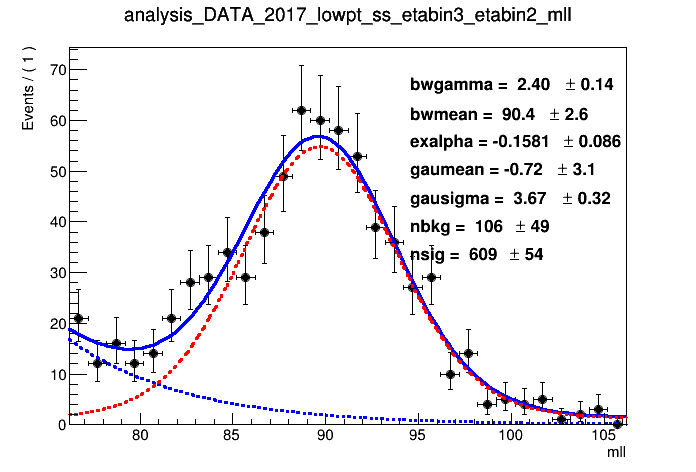 analysis_DATA_2017_lowpt_ss_etabin3_etabin2_mll
Events / ( 1 )
70
60
50
40
30
20
10
0
bwgamma = 2.40 ± 0.14
bwmean = 90.4 ± 2.6
exalpha = -0.1581 ± 0.086
gaumean = -0.72 ± 3.1
gausigma = 3.67 ± 0.32
nbkg = 106 ± 49
nsig = 609 ± 54
80 85 90 95 100 105
mll